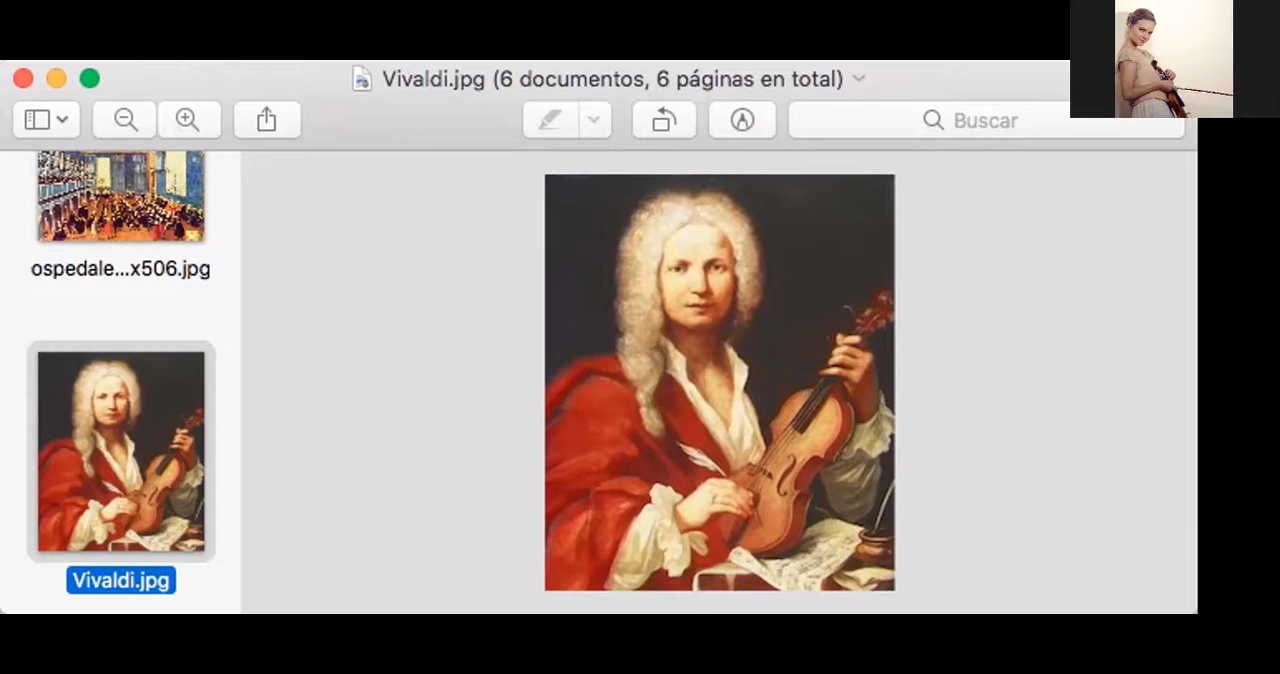 Vivaldi.jpg (6 documentos, 6 páginas en total)
Buscar
ospedale...x506.jpg
Vivaldi.jpg